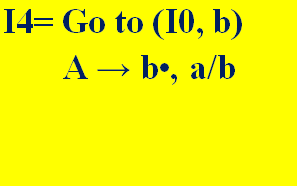 I4= Go to (I0, b)
A → b•, a/b